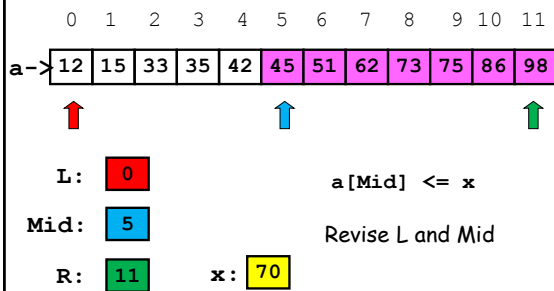 0 1 2 3 4 5 6 7 8 9 10 11
a-> 12 15 33 35 42 45 51 62 73 75 86 98
L: 0
a[Mid] <= x
Mid: 5
Revise L and Mid
R: 11 x: 70